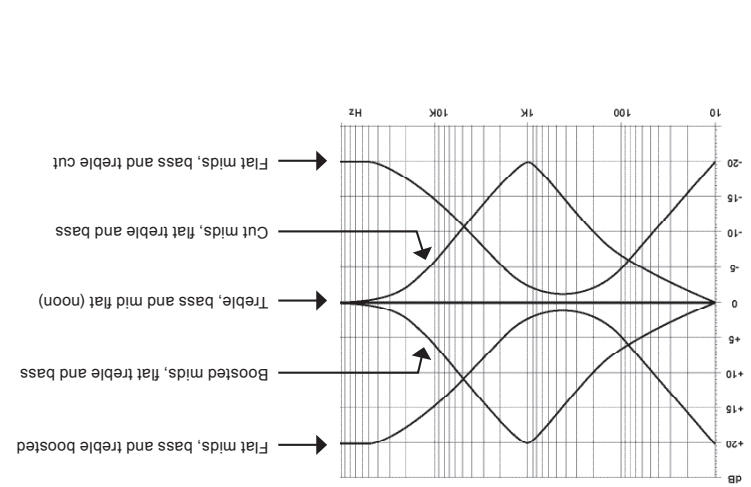 dB
+20
+15
+10
+5
0
-5
-10
-15
-20
10
100
1K
10K
Hz
Flat mids, bass and treble boosted
Boosted mids, flat treble and bass
Treble, bass and mid flat (noon)
Cut mids, flat treble and bass
Flat mids, bass and treble cut